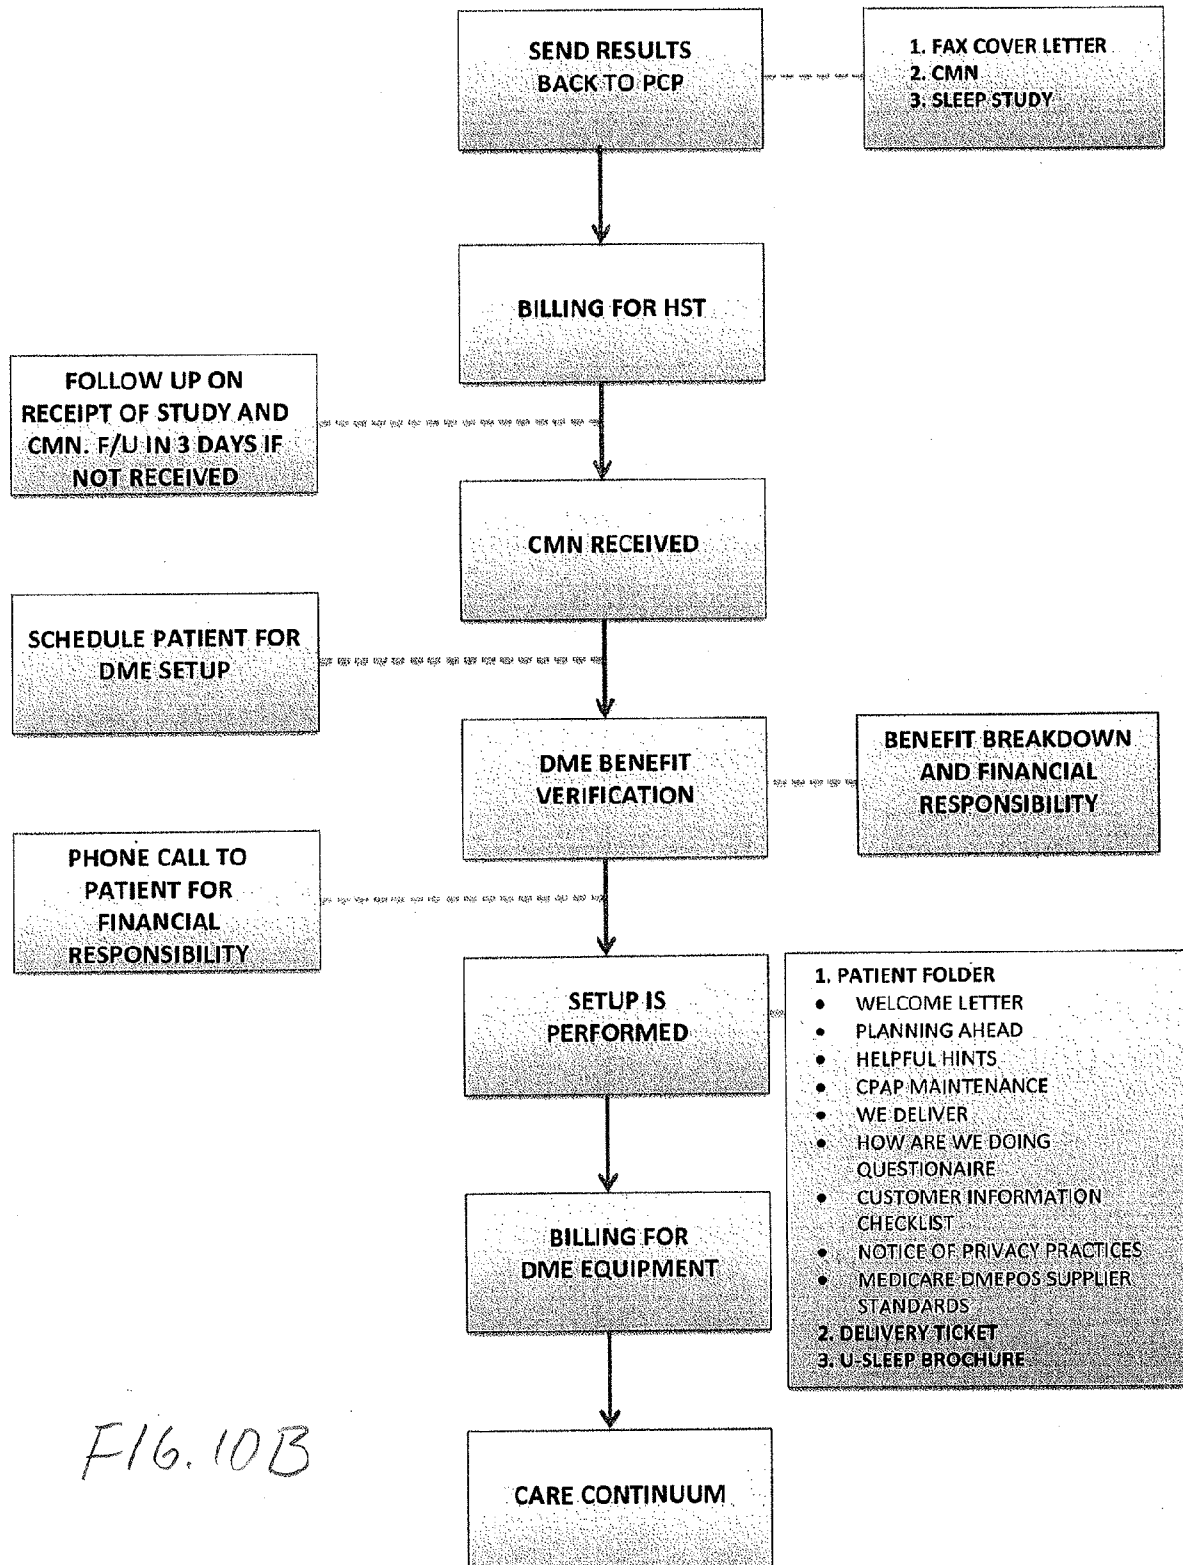 SEND RESULTS
BACK TO PCP
1. FAX COVER LETTER
2. CMN
3. SLEEP STUDY
BILLING FOR HST
FOLLOW UP ON
RECEIPT OF STUDY AND
CMN. F/U IN 3 DAYS IF
NOT RECEIVED
CMN RECEIVED
SCHEDULE PATIENT FOR
DME SETUP
DME BENEFIT
VERIFICATION
BENEFIT BREAKDOWN
AND FINANCIAL
RESPONSIBILITY
PHONE CALL TO
PATIENT FOR
FINANCIAL
RESPONSIBILITY
SETUP IS
PERFORMED
1. PATIENT FOLDER
• WELCOME LETTER
• PLANNING AHEAD
• HELPFUL HINTS
• CPAP MAINTENANCE
• WE DELIVER
• HOW ARE WE DOING
QUESTIONAIRE
• CUSTOMER INFORMATION
CHECKLIST
• NOTICE OF PRIVACY PRACTICES
• MEDICARE DMEPOS SUPPLIER
STANDARDS
2. DELIVERY TICKET
3. U-SLEEP BROCHURE
BILLING FOR
DME EQUIPMENT
CARE CONTINUUM
FIG. 10B